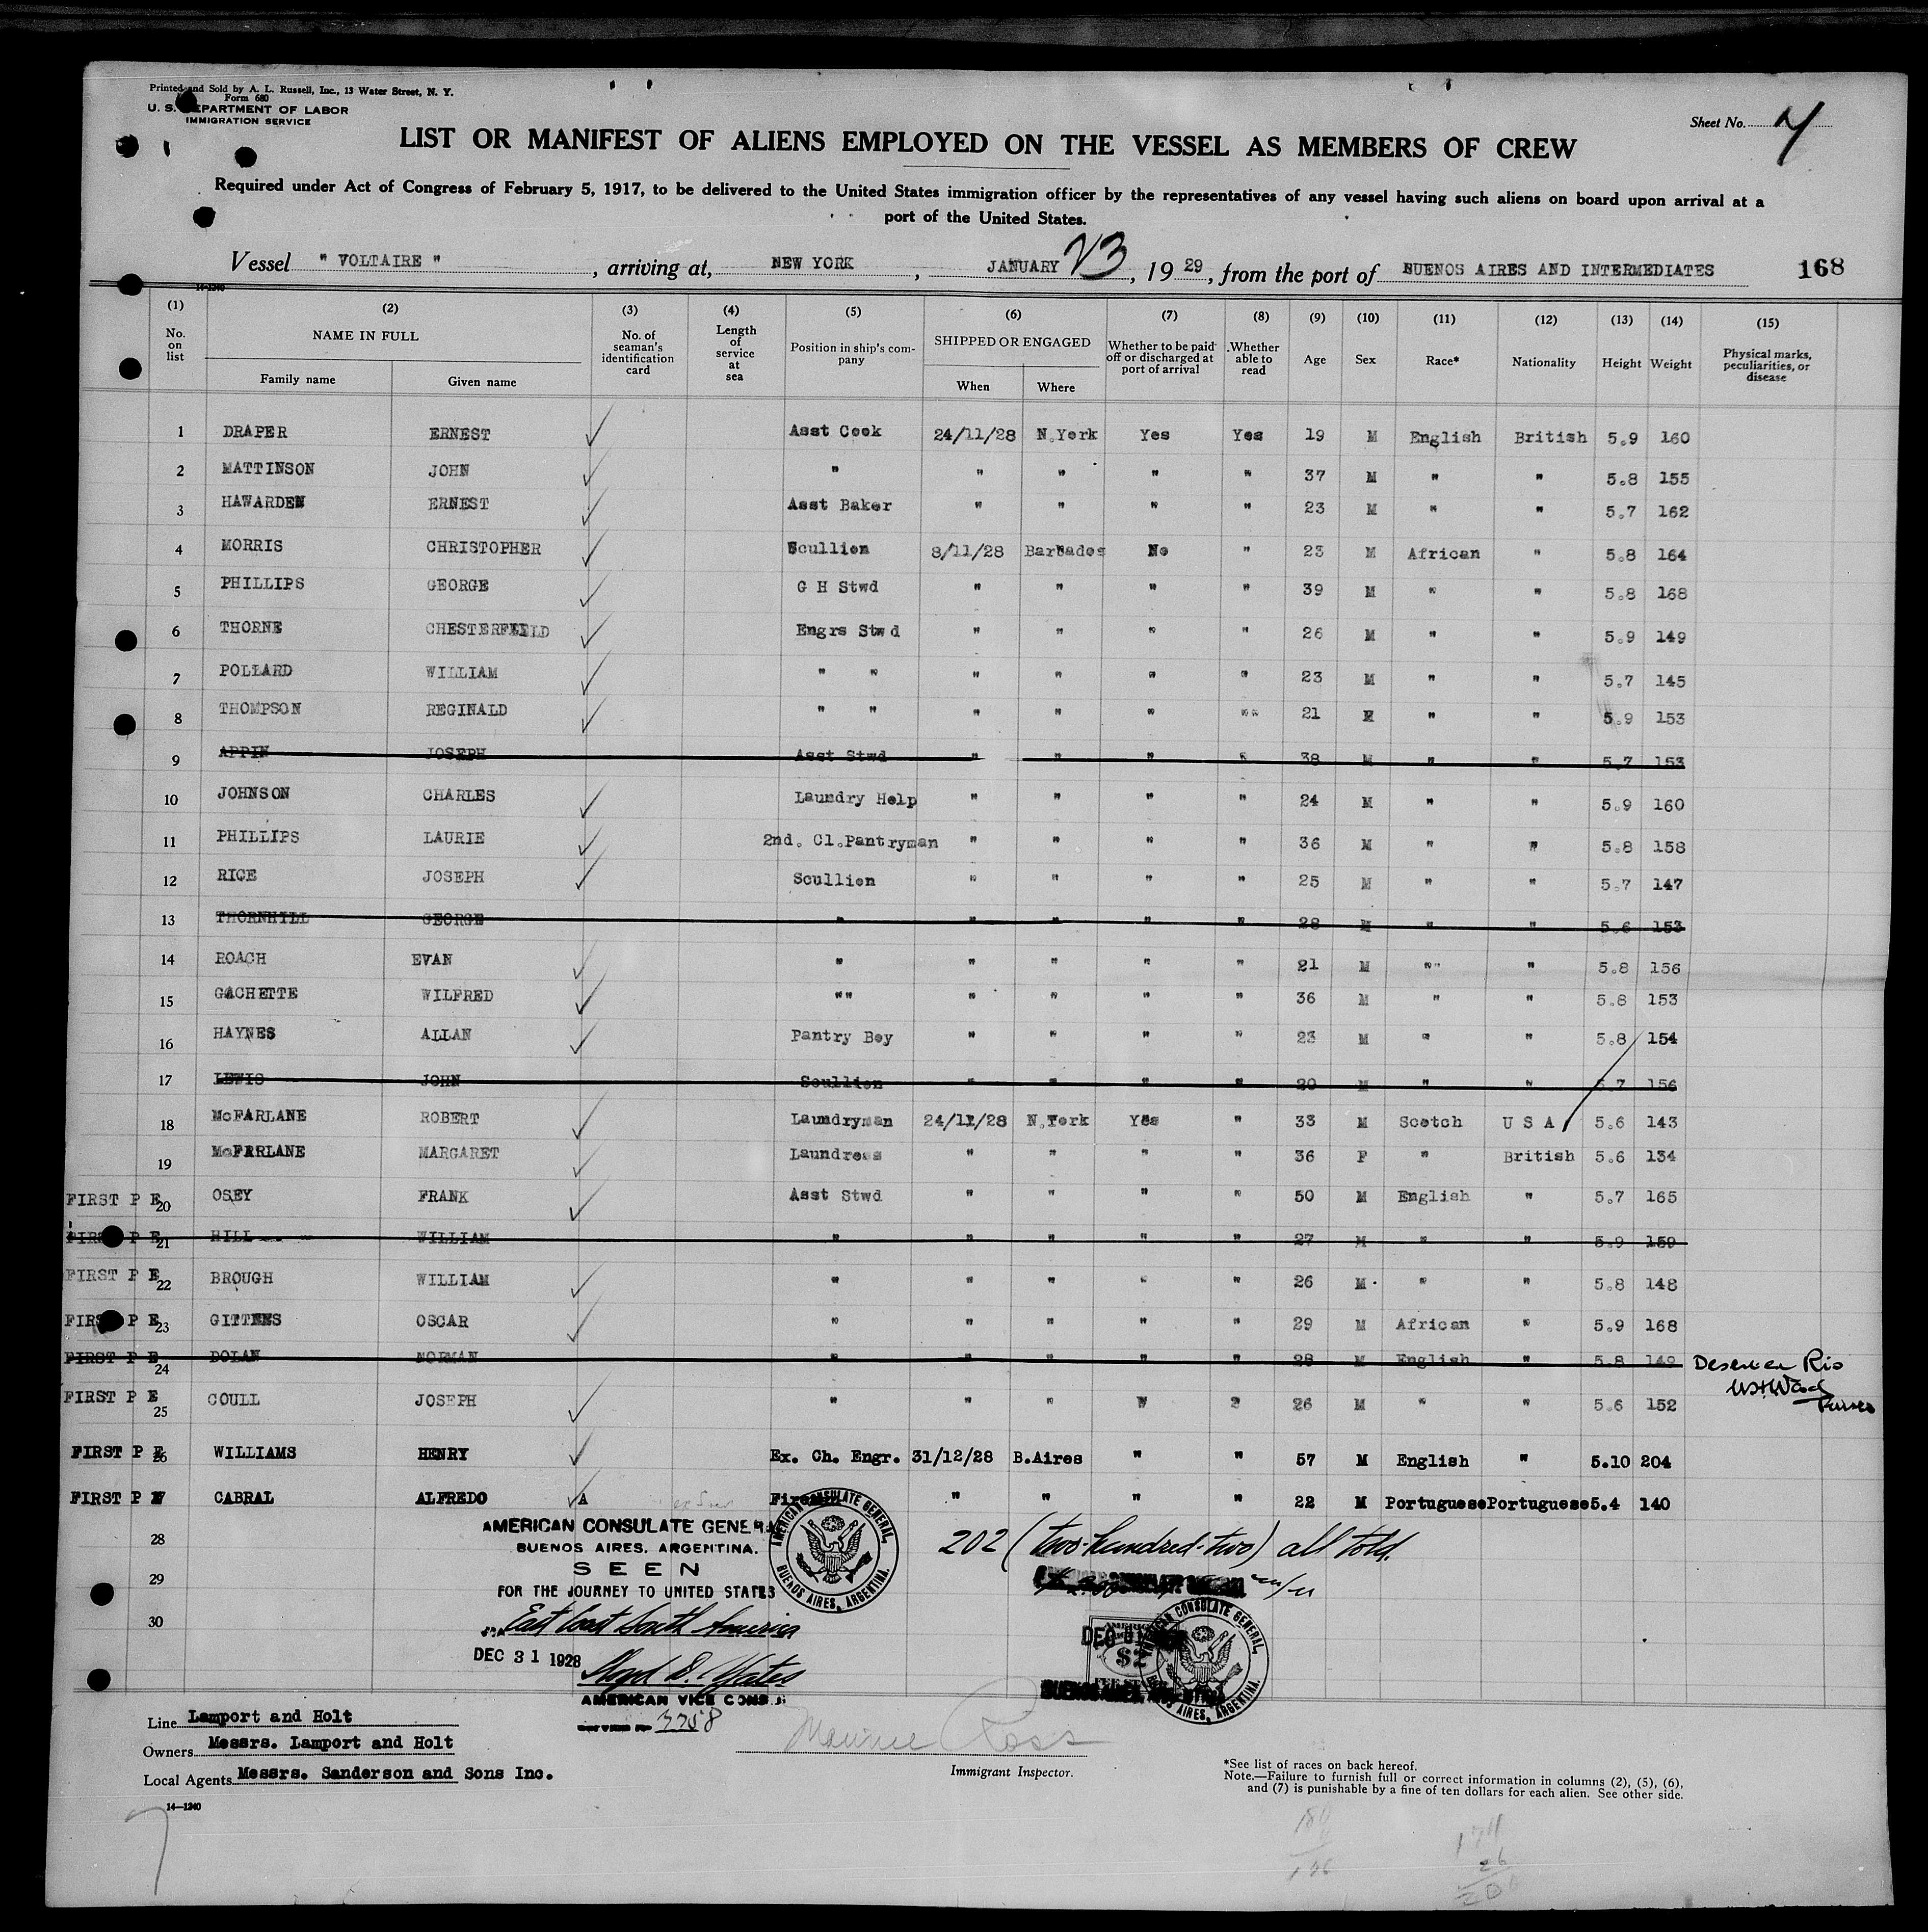 Printed and Sold by A. L. Russell, Inc., 13 Water Street, N. Y.
Form 680
U. S. DEPARTMENT OF LABOR
IMMIGRATION SERVICE
Sheet No.
LIST OR MANIFEST OF ALIENS EMPLOYED ON THE VESSEL AS MEMBERS OF CREW
Required under Act of Congress of February 5, 1917, to be delivered to the United States immigration officer by the representatives of any vessel having such aliens on board upon arrival at a
port of the United States.
Vessel " VOLTAIRE " , arriving at, NEW YORK , JANUARY 23, 19 29, from the port of BUENOS AIRES AND INTERMEDIATES 168
14-1240
(1) (2) (3) (4) (5) (6) (7) (8) (9) (10) (11) (12) (13) (14) (15)
No. on list NAME IN FULL Family name Given name No. of seaman's identification card Length of service at sea Position in ship's company SHIPPED OR ENGAGED When Where Whether to be paid off or discharged at port of arrival Whether able to read Age Sex Race* Nationality Height Weight Physical marks, peculiarities, or disease
1 DRAPER ERNEST Asst Cook 24/11/28 N.York Yes Yes 19 M English British 5.9 160
2 MATTINSON JOHN " " " " " 37 M " " 5.8 155
3 HAWARDEN ERNEST Asst Baker " " " " 23 M " " 5.7 162
4 MORRIS CHRISTOPHER Scullion 8/11/28 Barbados No " 23 M African " 5.8 164
5 PHILLIPS GEORGE G H Stwd " " " " 39 M " " 5.8 168
6 THORNE CHESTERFIELD Engrs Stwd " " " " 26 M " " 5.9 149
7 POLLARD WILLIAM " " " " " " 23 M " " 5.7 145
8 THOMPSON REGINALD " " " " " "" 21 M " " 5.9 153
9 APPIN JOSEPH Asst Stwd " " " " 38 M " " 5.7 153
10 JOHNSON CHARLES Laundry Help " " " " 24 M " " 5.9 160
11 PHILLIPS LAURIE 2nd. Cl.Pantryman " " " " 36 M " " 5.8 158
12 RICE JOSEPH Scullion " " " " 25 M " " 5.7 147
13 THORNHILL GEORGE " " " " " 28 M " " 5.6 153
14 ROACH EVAN " " " " " 21 M "" " 5.8 156
15 GACHETTE WILFRED "" " " " " 36 M " " 5.8 153
16 HAYNES ALLAN Pantry Boy " " " " 23 M " " 5.8 154
17 LEWIS JOHN Scullion " " " " 20 M " " 5.7 156
18 McFARLANE ROBERT Laundryman 24/11/28 N.York Yes " 33 M Scotch U S A 5.6 143
19 McFARLANE MARGARET Laundress " " " " 36 F " British 5.6 134
FIRST P E 20 OSEY FRANK Asst Stwd " " " " 50 M English " 5.7 165
FIRST P E 21 HILL WILLIAM " " " " " 27 M " " 5.9 159
FIRST P E 22 BROUGH WILLIAM " " " " " 26 M " " 5.8 148
FIRST P E 23 GITTENS OSCAR " " " " " 29 M African " 5.9 168
FIRST P E 24 DOLAN NORMAN " " " " " 28 M English " 5.8 149 Rio
Purser
FIRST P E 25 COULL JOSEPH " " " " 26 M " " 5.6 152
FIRST P E 26 WILLIAMS HENRY Ex. Ch. Engr. 31/12/28 B.Aires " " 57 M English " 5.10 204
FIRST P CABRAL ALFREDO A " " " " 22 M Portuguese Portuguese 5.4 140
28 202 (two-hundred-two) all told.
29
30
AMERICAN CONSULATE GENERAL
BUENOS AIRES, ARGENTINA.
SEEN
FOR THE JOURNEY TO UNITED STATES
East Coast South America
DEC 31 1928
Lloyd D. Yates
AMERICAN VICE CONSUL
7758
AMERICAN CONSULATE GENERAL, BUENOS AIRES, ARGENTINA.
$2
AMERICAN CONSULATE GENERAL, BUENOS AIRES, ARGENTINA.
Line Lamport and Holt
Owners Messrs. Lamport and Holt
Local Agents Messrs. Sanderson and Sons Inc.
14-1240
Maurice Ross
Immigrant Inspector.
*See list of races on back hereof.
Note.—Failure to furnish full or correct information in columns (2), (5), (6),
and (7) is punishable by a fine of ten dollars for each alien. See other side.